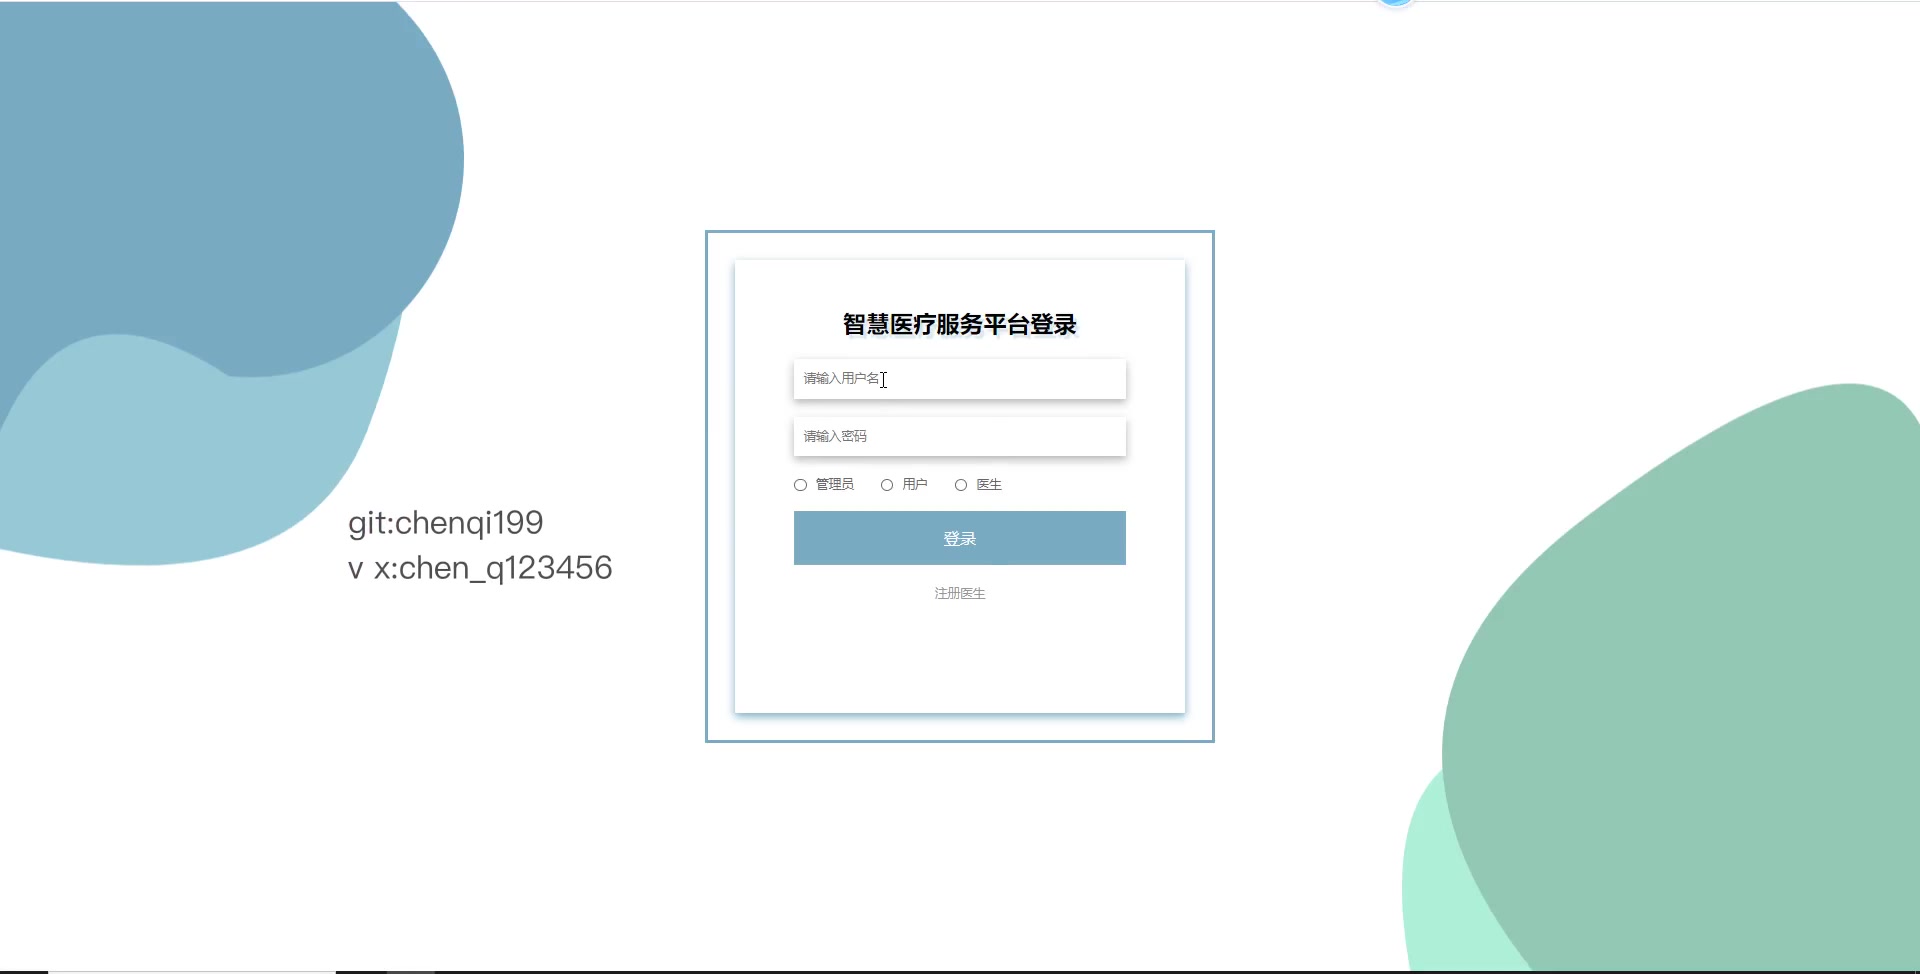 智慧医疗服务平台登录
请输入用户名
请输入密码
管理员 用户 医生
登录
注册医生
git:chenqi199
v x:chen_q123456